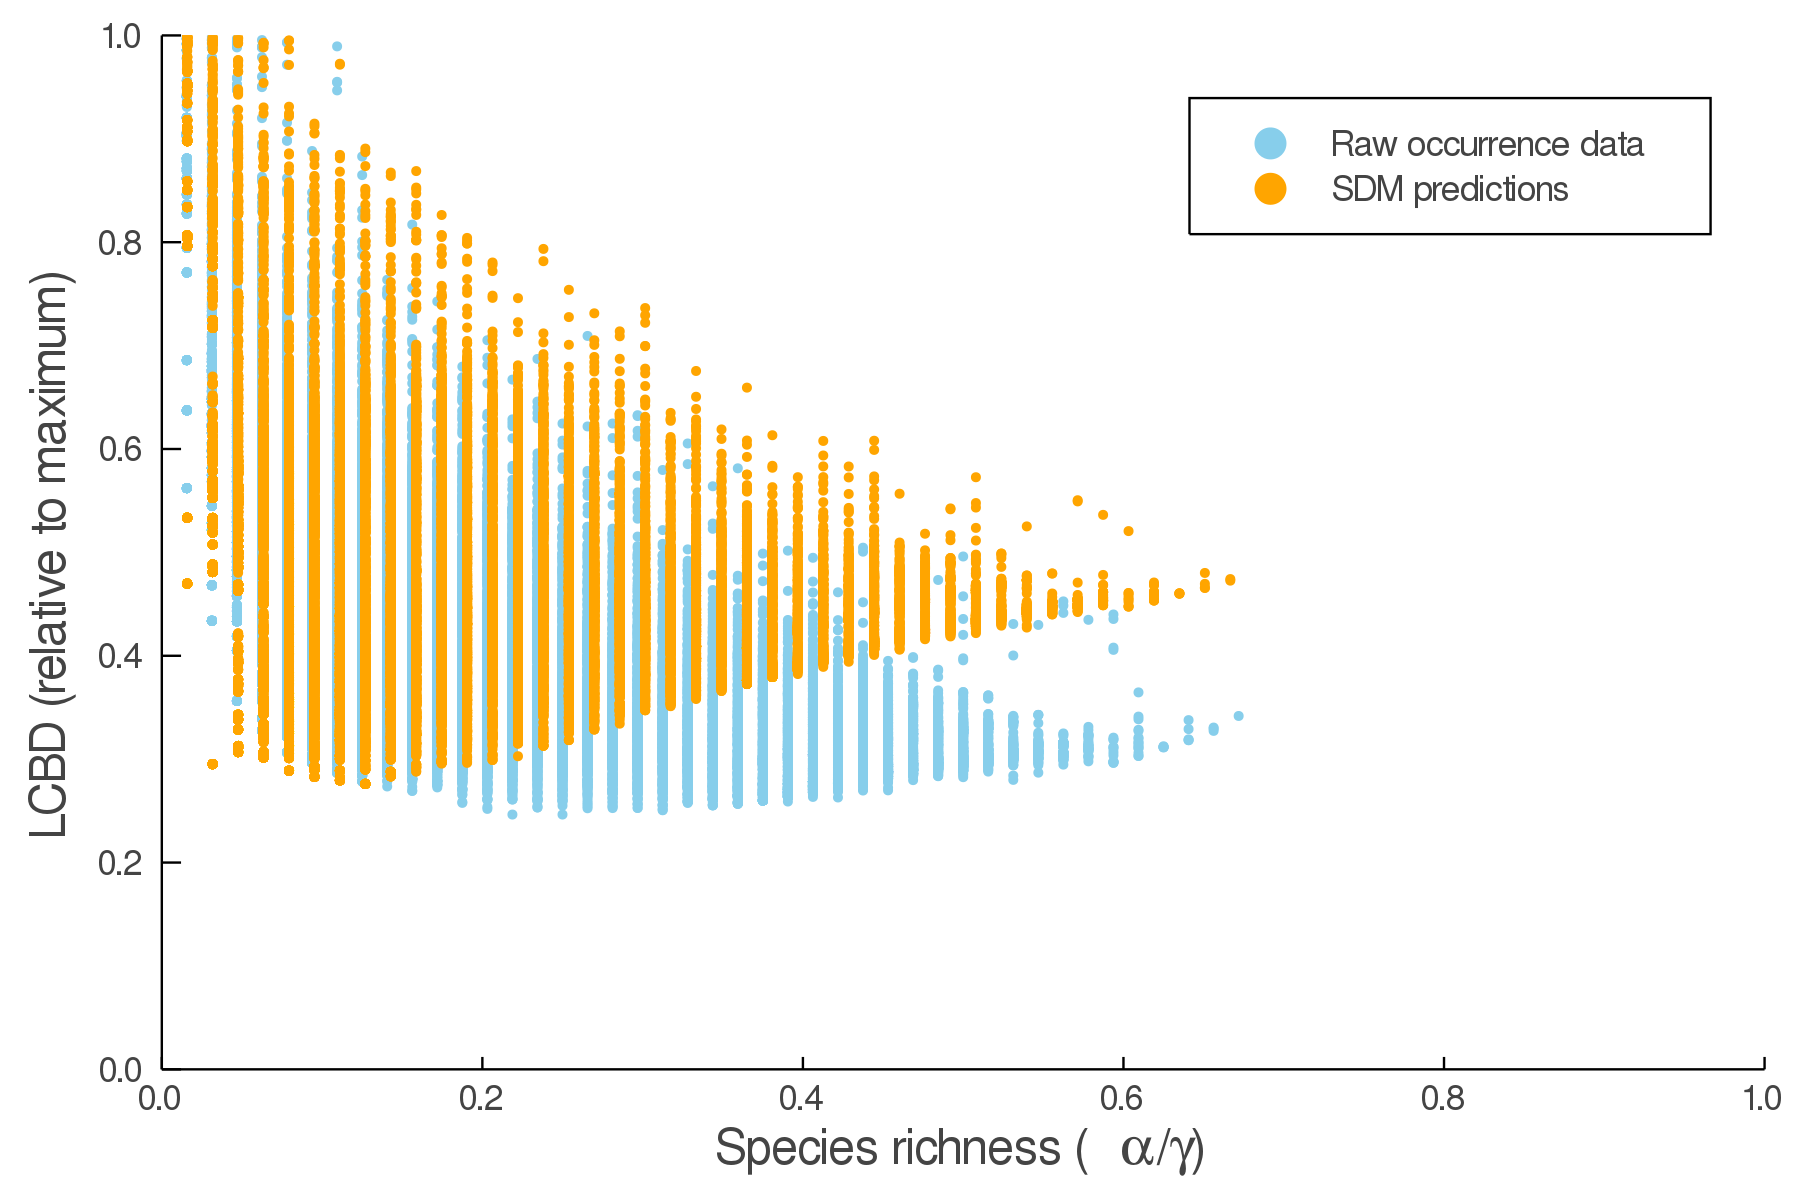 1.0
0.8
0.6
0.4
0.2
0.0
LCBD (relative to maximum)
Raw occurrence data
SDM predictions
0.0 0.2 0.4 0.6 0.8 1.0
Species richness ( α/γ)